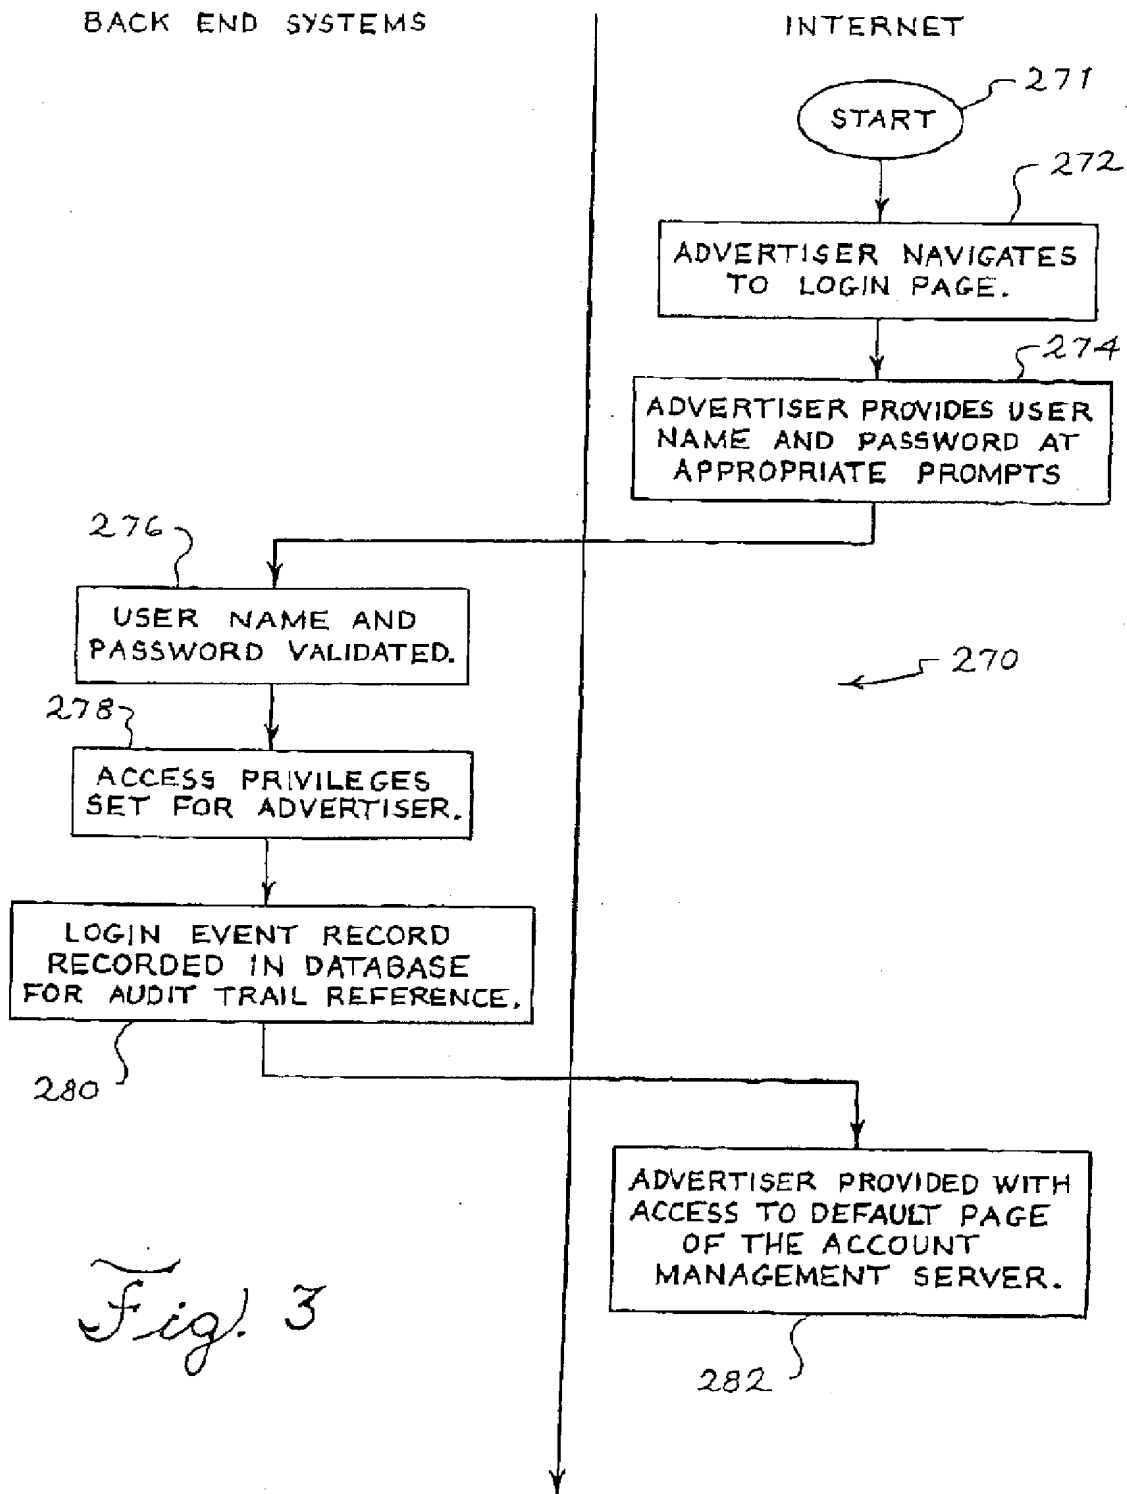 BACK END SYSTEMS
INTERNET
271
START
272
ADVERTISER NAVIGATES
TO LOGIN PAGE.
274
ADVERTISER PROVIDES USER
NAME AND PASSWORD AT
APPROPRIATE PROMPTS
276
USER NAME AND
PASSWORD VALIDATED.
270
278
ACCESS PRIVILEGES
SET FOR ADVERTISER.
LOGIN EVENT RECORD
RECORDED IN DATABASE
FOR AUDIT TRAIL REFERENCE.
280
ADVERTISER PROVIDED WITH
ACCESS TO DEFAULT PAGE
OF THE ACCOUNT
MANAGEMENT SERVER.
282
Fig. 3